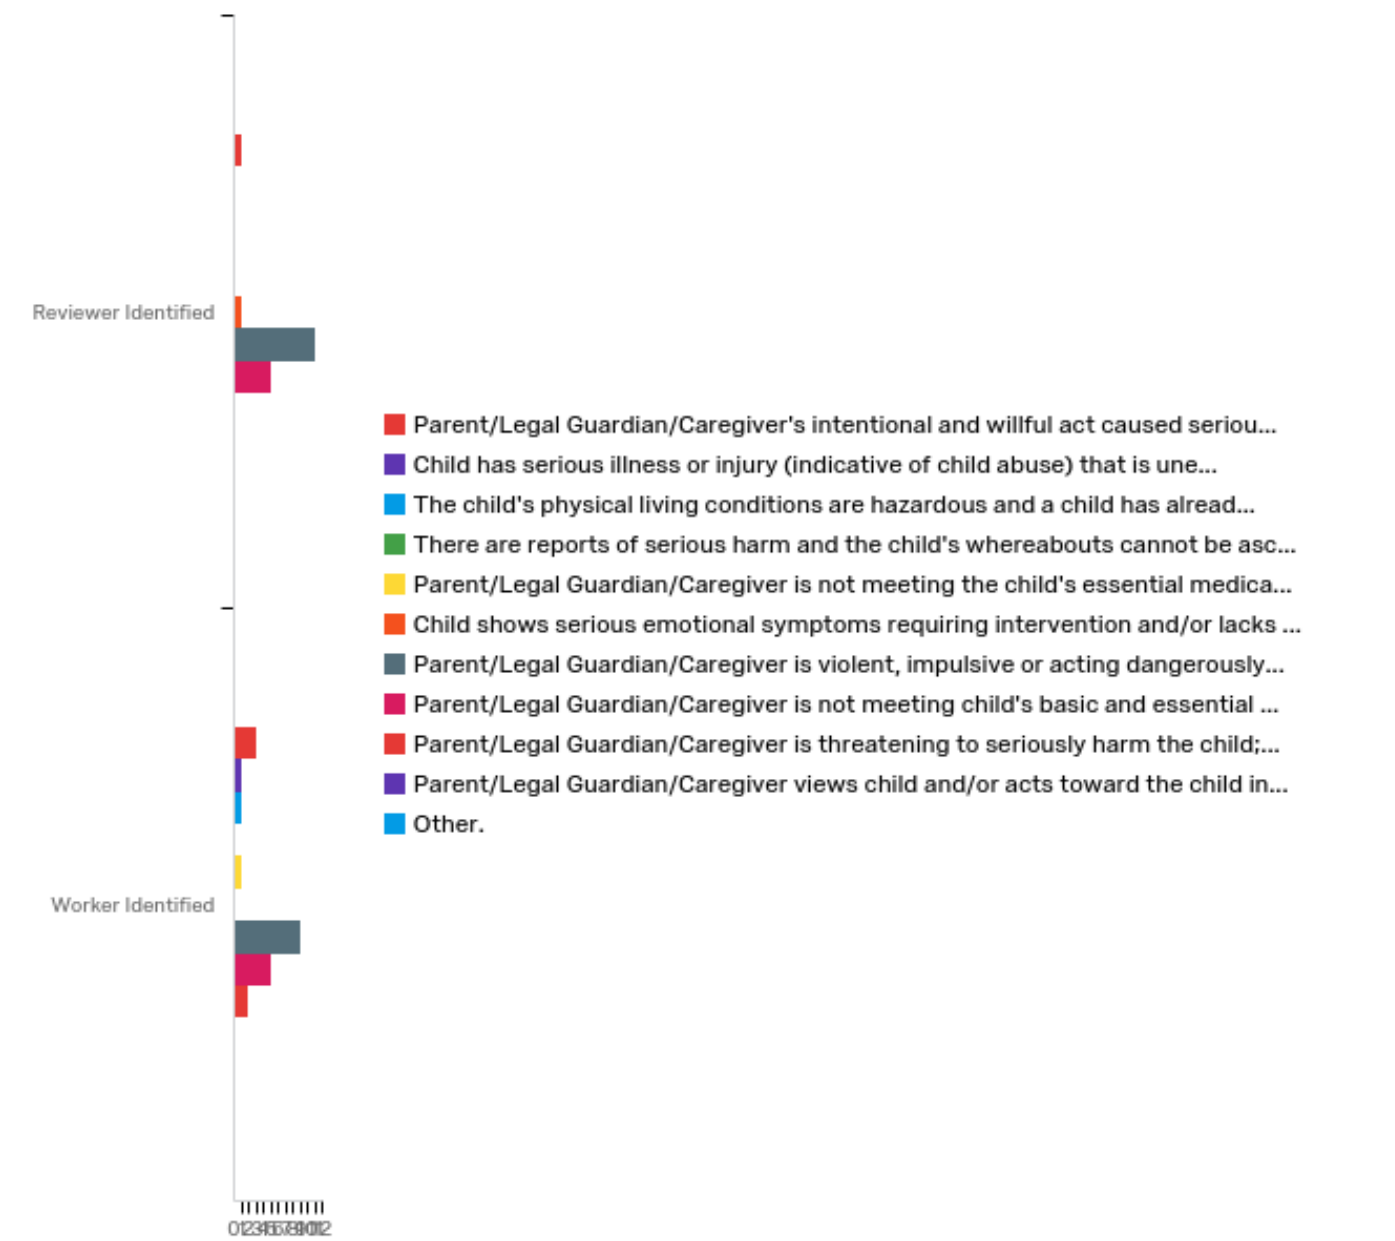 Reviewer Identified
Parent/Legal Guardian/Caregiver's intentional and willful act caused seriou...
Child has serious illness or injury (indicative of child abuse) that is une...
The child's physical living conditions are hazardous and a child has alread...
There are reports of serious harm and the child's whereabouts cannot be asc...
Parent/Legal Guardian/Caregiver is not meeting the child's essential medica...
Child shows serious emotional symptoms requiring intervention and/or lacks ...
Parent/Legal Guardian/Caregiver is violent, impulsive or acting dangerously...
Parent/Legal Guardian/Caregiver is not meeting child's basic and essential ...
Parent/Legal Guardian/Caregiver is threatening to seriously harm the child;...
Parent/Legal Guardian/Caregiver views child and/or acts toward the child in...
Other.
Worker Identified